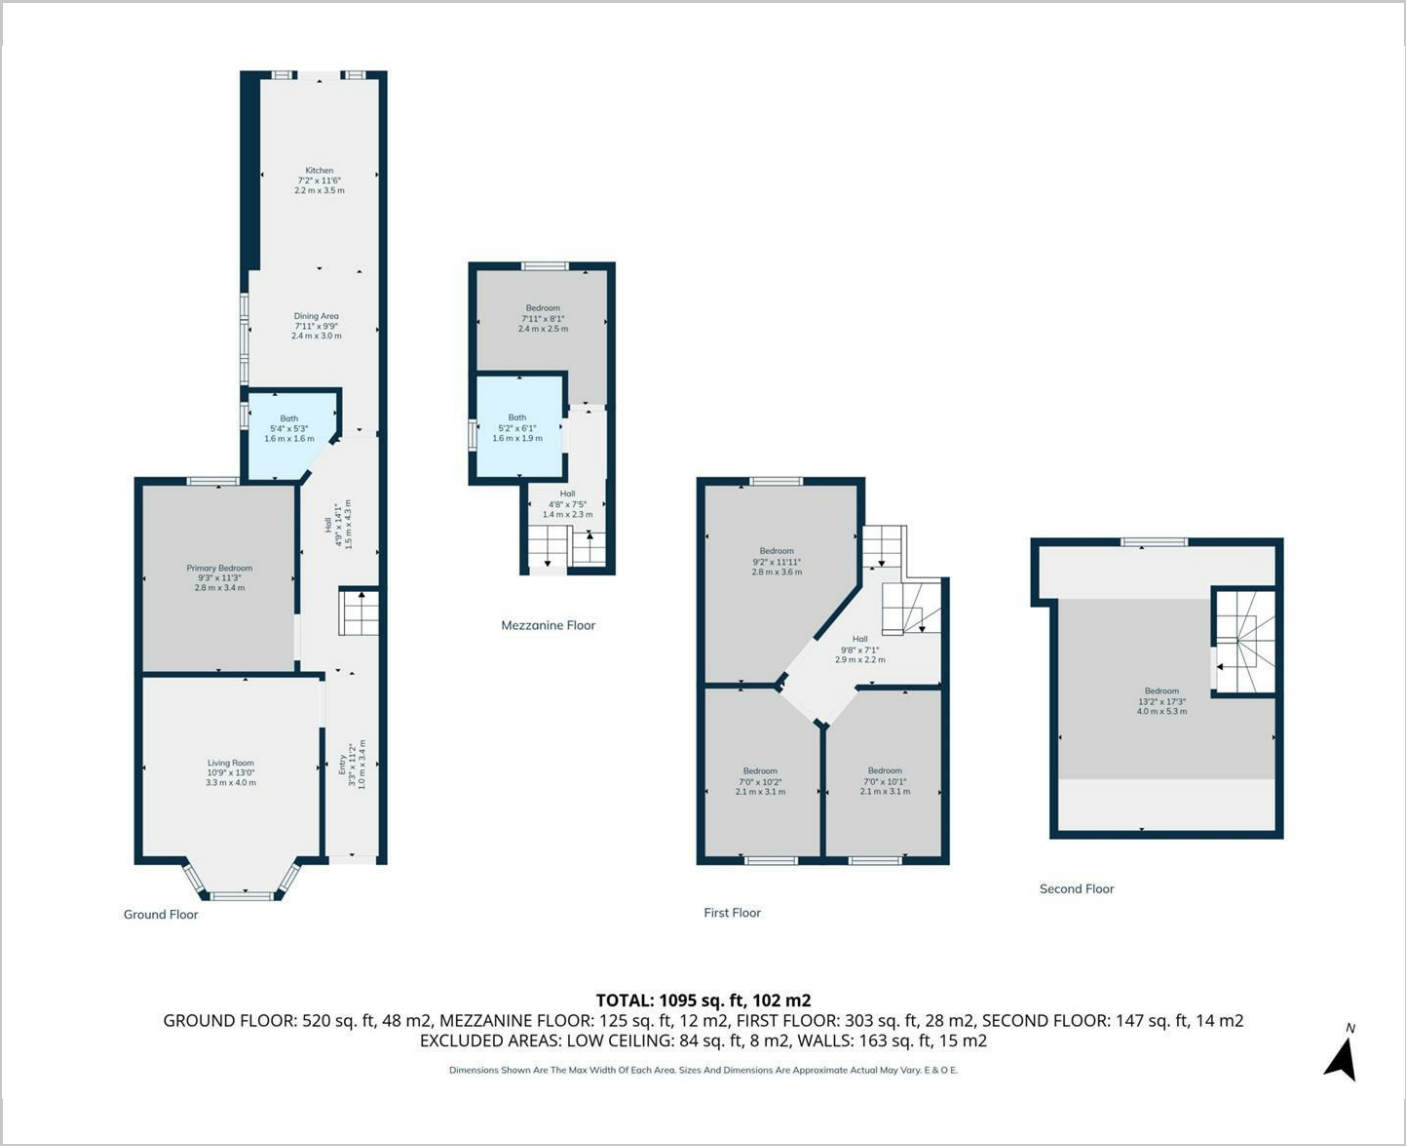 Kitchen
7'2" x 11'6"
2.2 m x 3.5 m
Dining Area
7'11" x 9'9"
2.4 m x 3.0 m
Bath
5'4" x 5'3"
1.6 m x 1.6 m
Hall
4'9" x 14'1"
1.5 m x 4.3 m
Primary Bedroom
9'3" x 11'3"
2.8 m x 3.4 m
Living Room
10'9" x 13'0"
3.3 m x 4.0 m
Entry
3'3" x 11'2"
1.0 m x 3.4 m
Ground Floor
Bedroom
7'11" x 8'1"
2.4 m x 2.5 m
Bath
5'2" x 6'1"
1.6 m x 1.9 m
Hall
4'8" x 7'5"
1.4 m x 2.3 m
Mezzanine Floor
Bedroom
9'2" x 11'11"
2.8 m x 3.6 m
Hall
9'8" x 7'1"
2.9 m x 2.2 m
Bedroom
7'0" x 10'2"
2.1 m x 3.1 m
Bedroom
7'0" x 10'1"
2.1 m x 3.1 m
First Floor
Bedroom
13'2" x 17'3"
4.0 m x 5.3 m
Second Floor
TOTAL: 1095 sq. ft, 102 m2
GROUND FLOOR: 520 sq. ft, 48 m2, MEZZANINE FLOOR: 125 sq. ft, 12 m2, FIRST FLOOR: 303 sq. ft, 28 m2, SECOND FLOOR: 147 sq. ft, 14 m2
EXCLUDED AREAS: LOW CEILING: 84 sq. ft, 8 m2, WALLS: 163 sq. ft, 15 m2
Dimensions Shown Are The Max Width Of Each Area. Sizes And Dimensions Are Approximate Actual May Vary. E & O E.
N